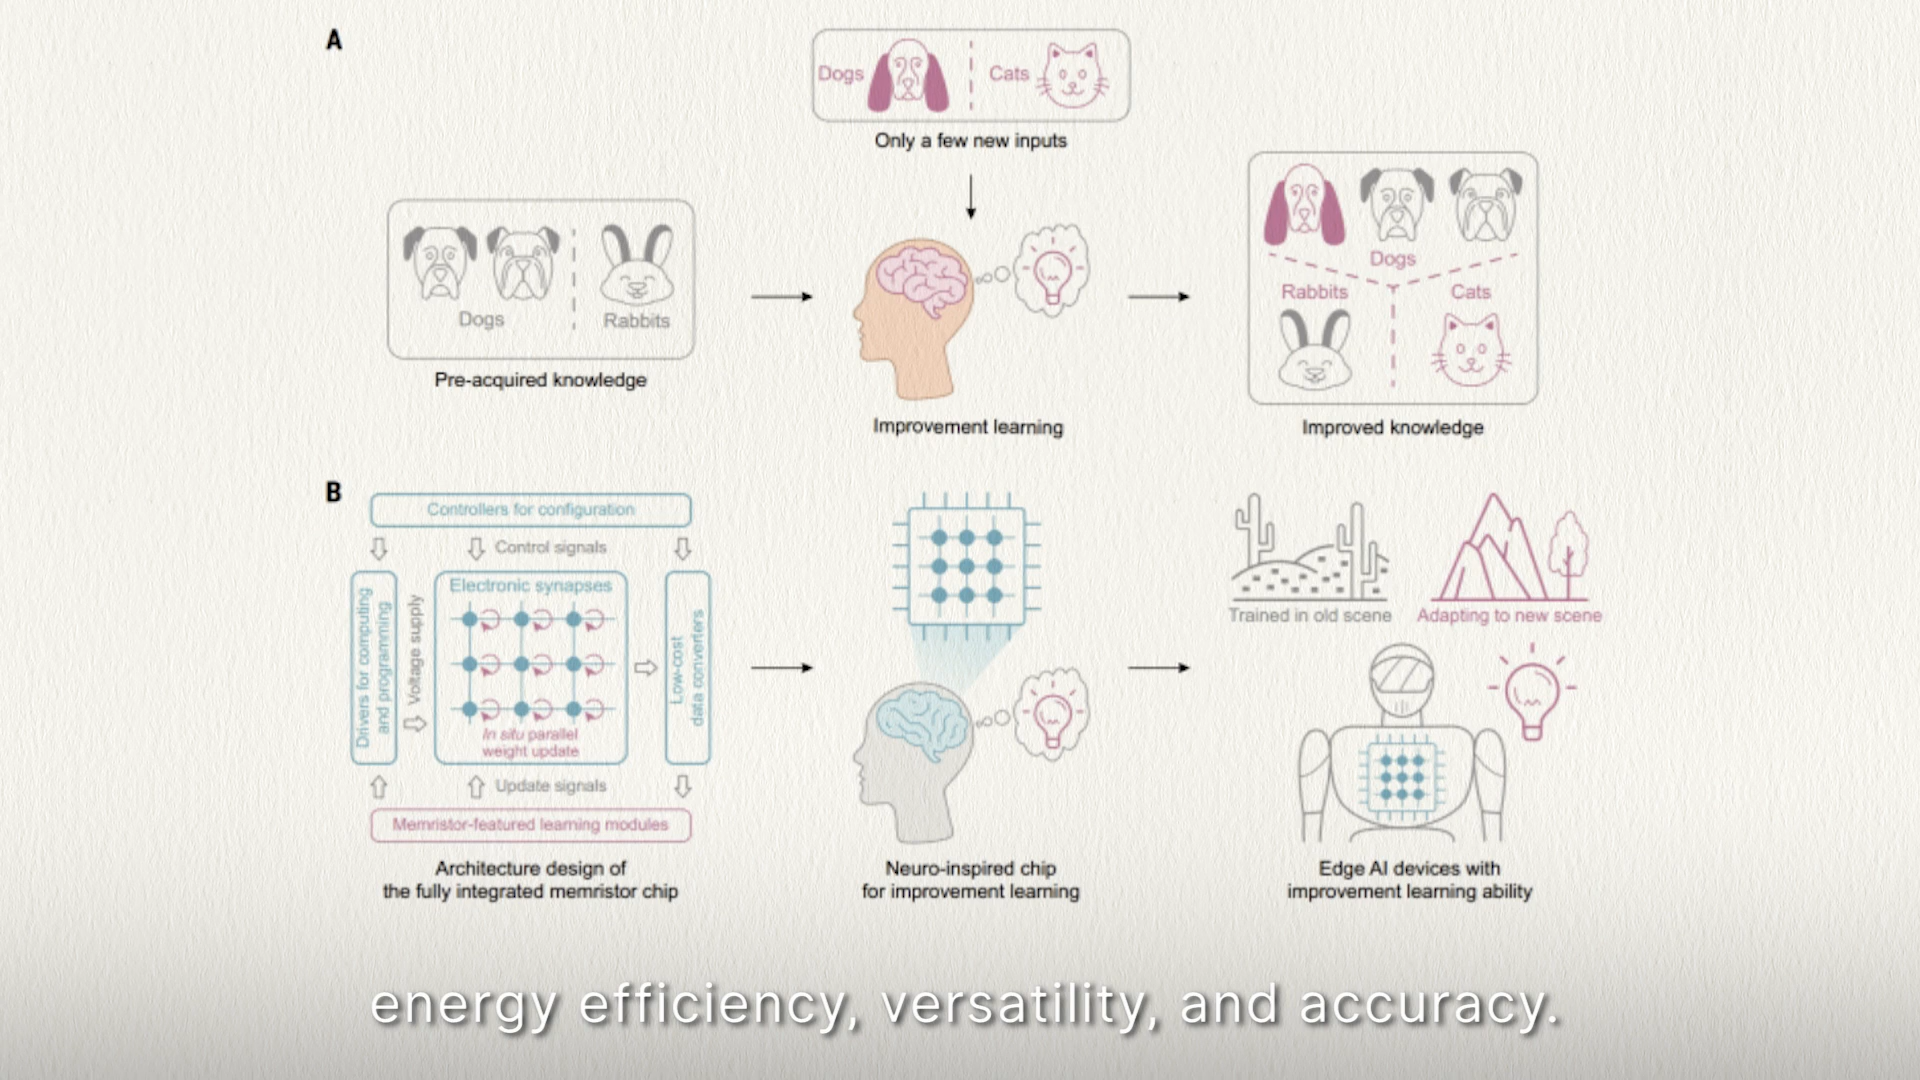 A
Dogs
Cats
Only a few new inputs
Dogs
Rabbits
Pre-acquired knowledge
Improvement learning
Dogs
Rabbits
Cats
Improved knowledge
B
Controllers for configuration
Control signals
Drivers for computing
and programming
Voltage supply
Electronic synapses
In situ parallel
weight update
Low-cost
data converters
Update signals
Memristor-featured learning modules
Architecture design of
the fully integrated memristor chip
Neuro-inspired chip
for improvement learning
Trained in old scene
Adapting to new scene
Edge AI devices with
improvement learning ability
energy efficiency, versatility, and accuracy.